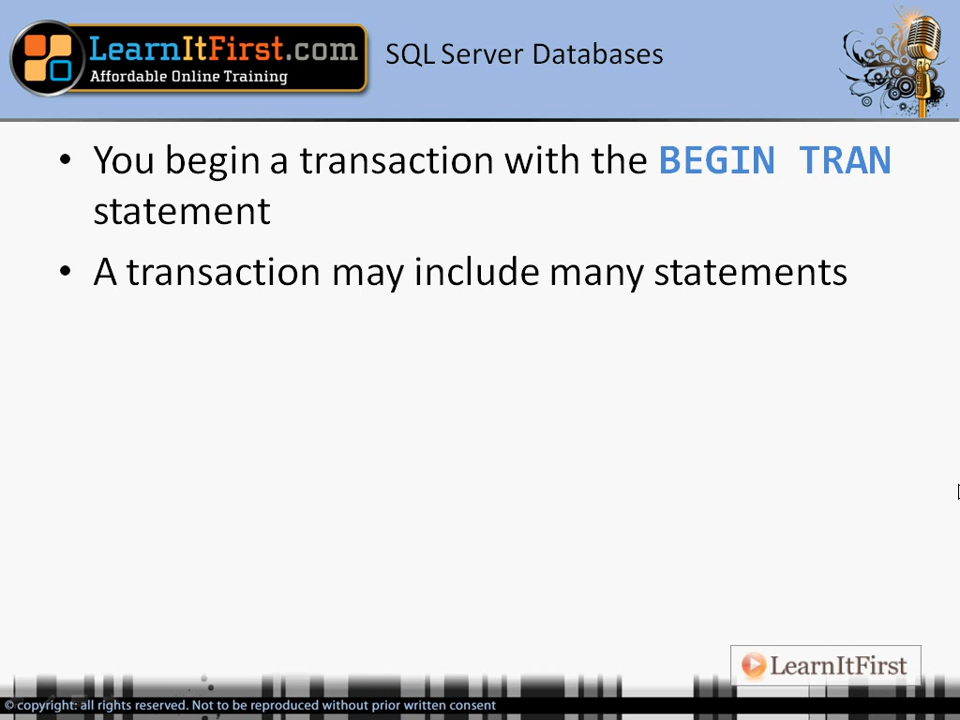 LearnItFirst.com
Affordable Online Training
SQL Server Databases
• You begin a transaction with the BEGIN TRAN
statement
• A transaction may include many statements
LearnItFirst
©copyright: all rights reserved. Not to be reproduced without prior written consent